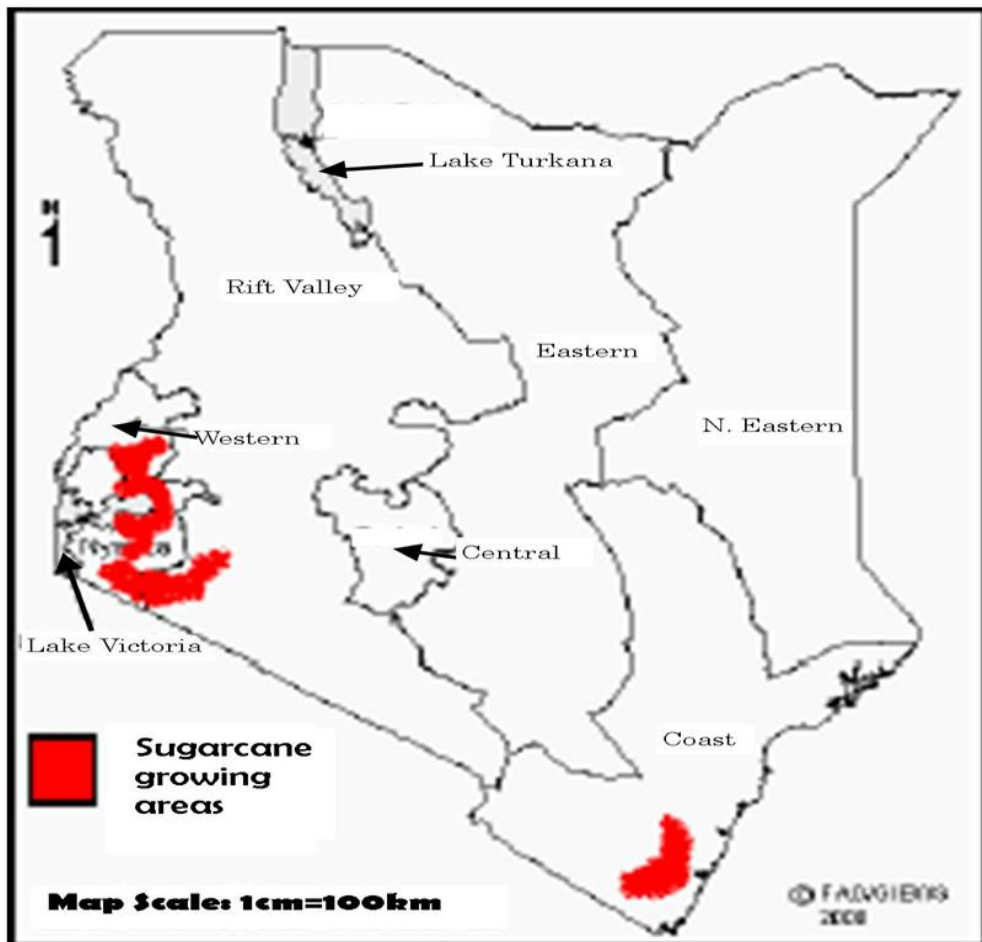 Lake Turkana
N
Rift Valley
Eastern
N. Eastern
Western
Central
Lake Victoria
Coast
Sugarcane
growing
areas
Map Scale: 1cm=100km
©